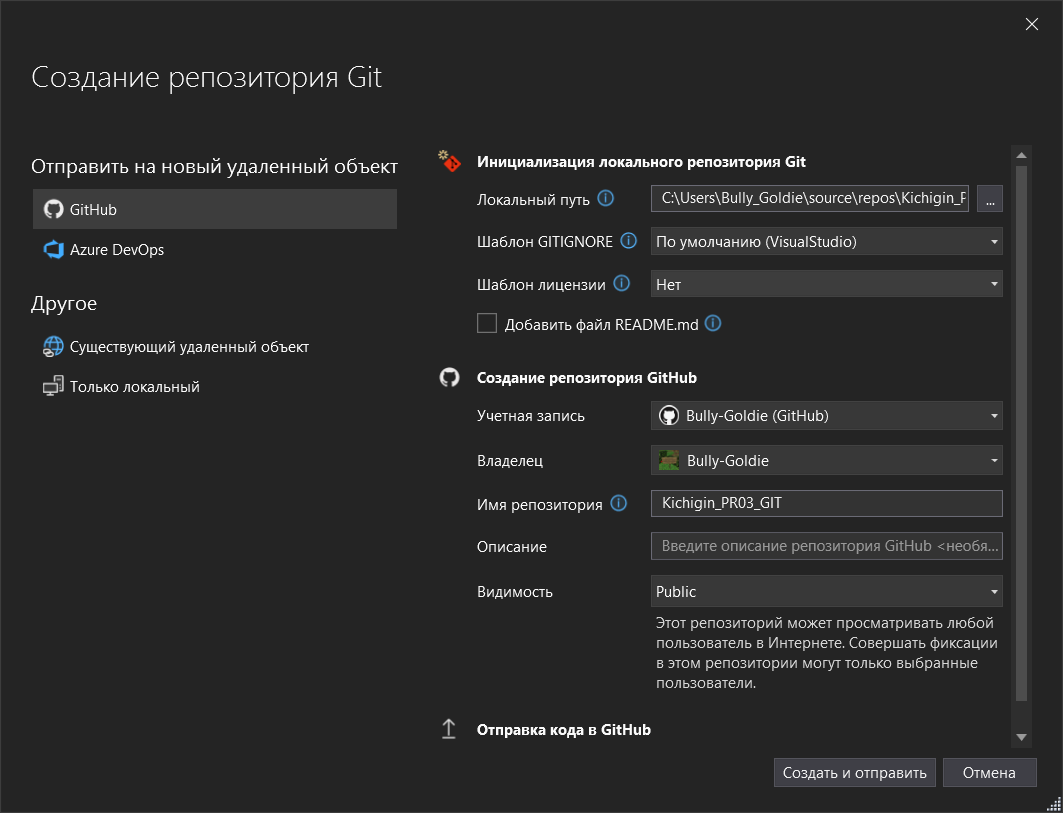 Создание репозитория Git
Отправить на новый удаленный объект
GitHub
Azure DevOps
Другое
Существующий удаленный объект
Только локальный
Инициализация локального репозитория Git
Локальный путь C:\Users\Bully_Goldie\source\repos\Kichigin_P ...
Шаблон GITIGNORE По умолчанию (VisualStudio)
Шаблон лицензии Нет
Добавить файл README.md
Создание репозитория GitHub
Учетная запись Bully-Goldie (GitHub)
Владелец Bully-Goldie
Имя репозитория Kichigin_PR03_GIT
Описание Введите описание репозитория GitHub <необя...
Видимость Public
Этот репозиторий может просматривать любой
пользователь в Интернете. Совершать фиксации
в этом репозитории могут только выбранные
пользователи.
Отправка кода в GitHub
Создать и отправить Отмена